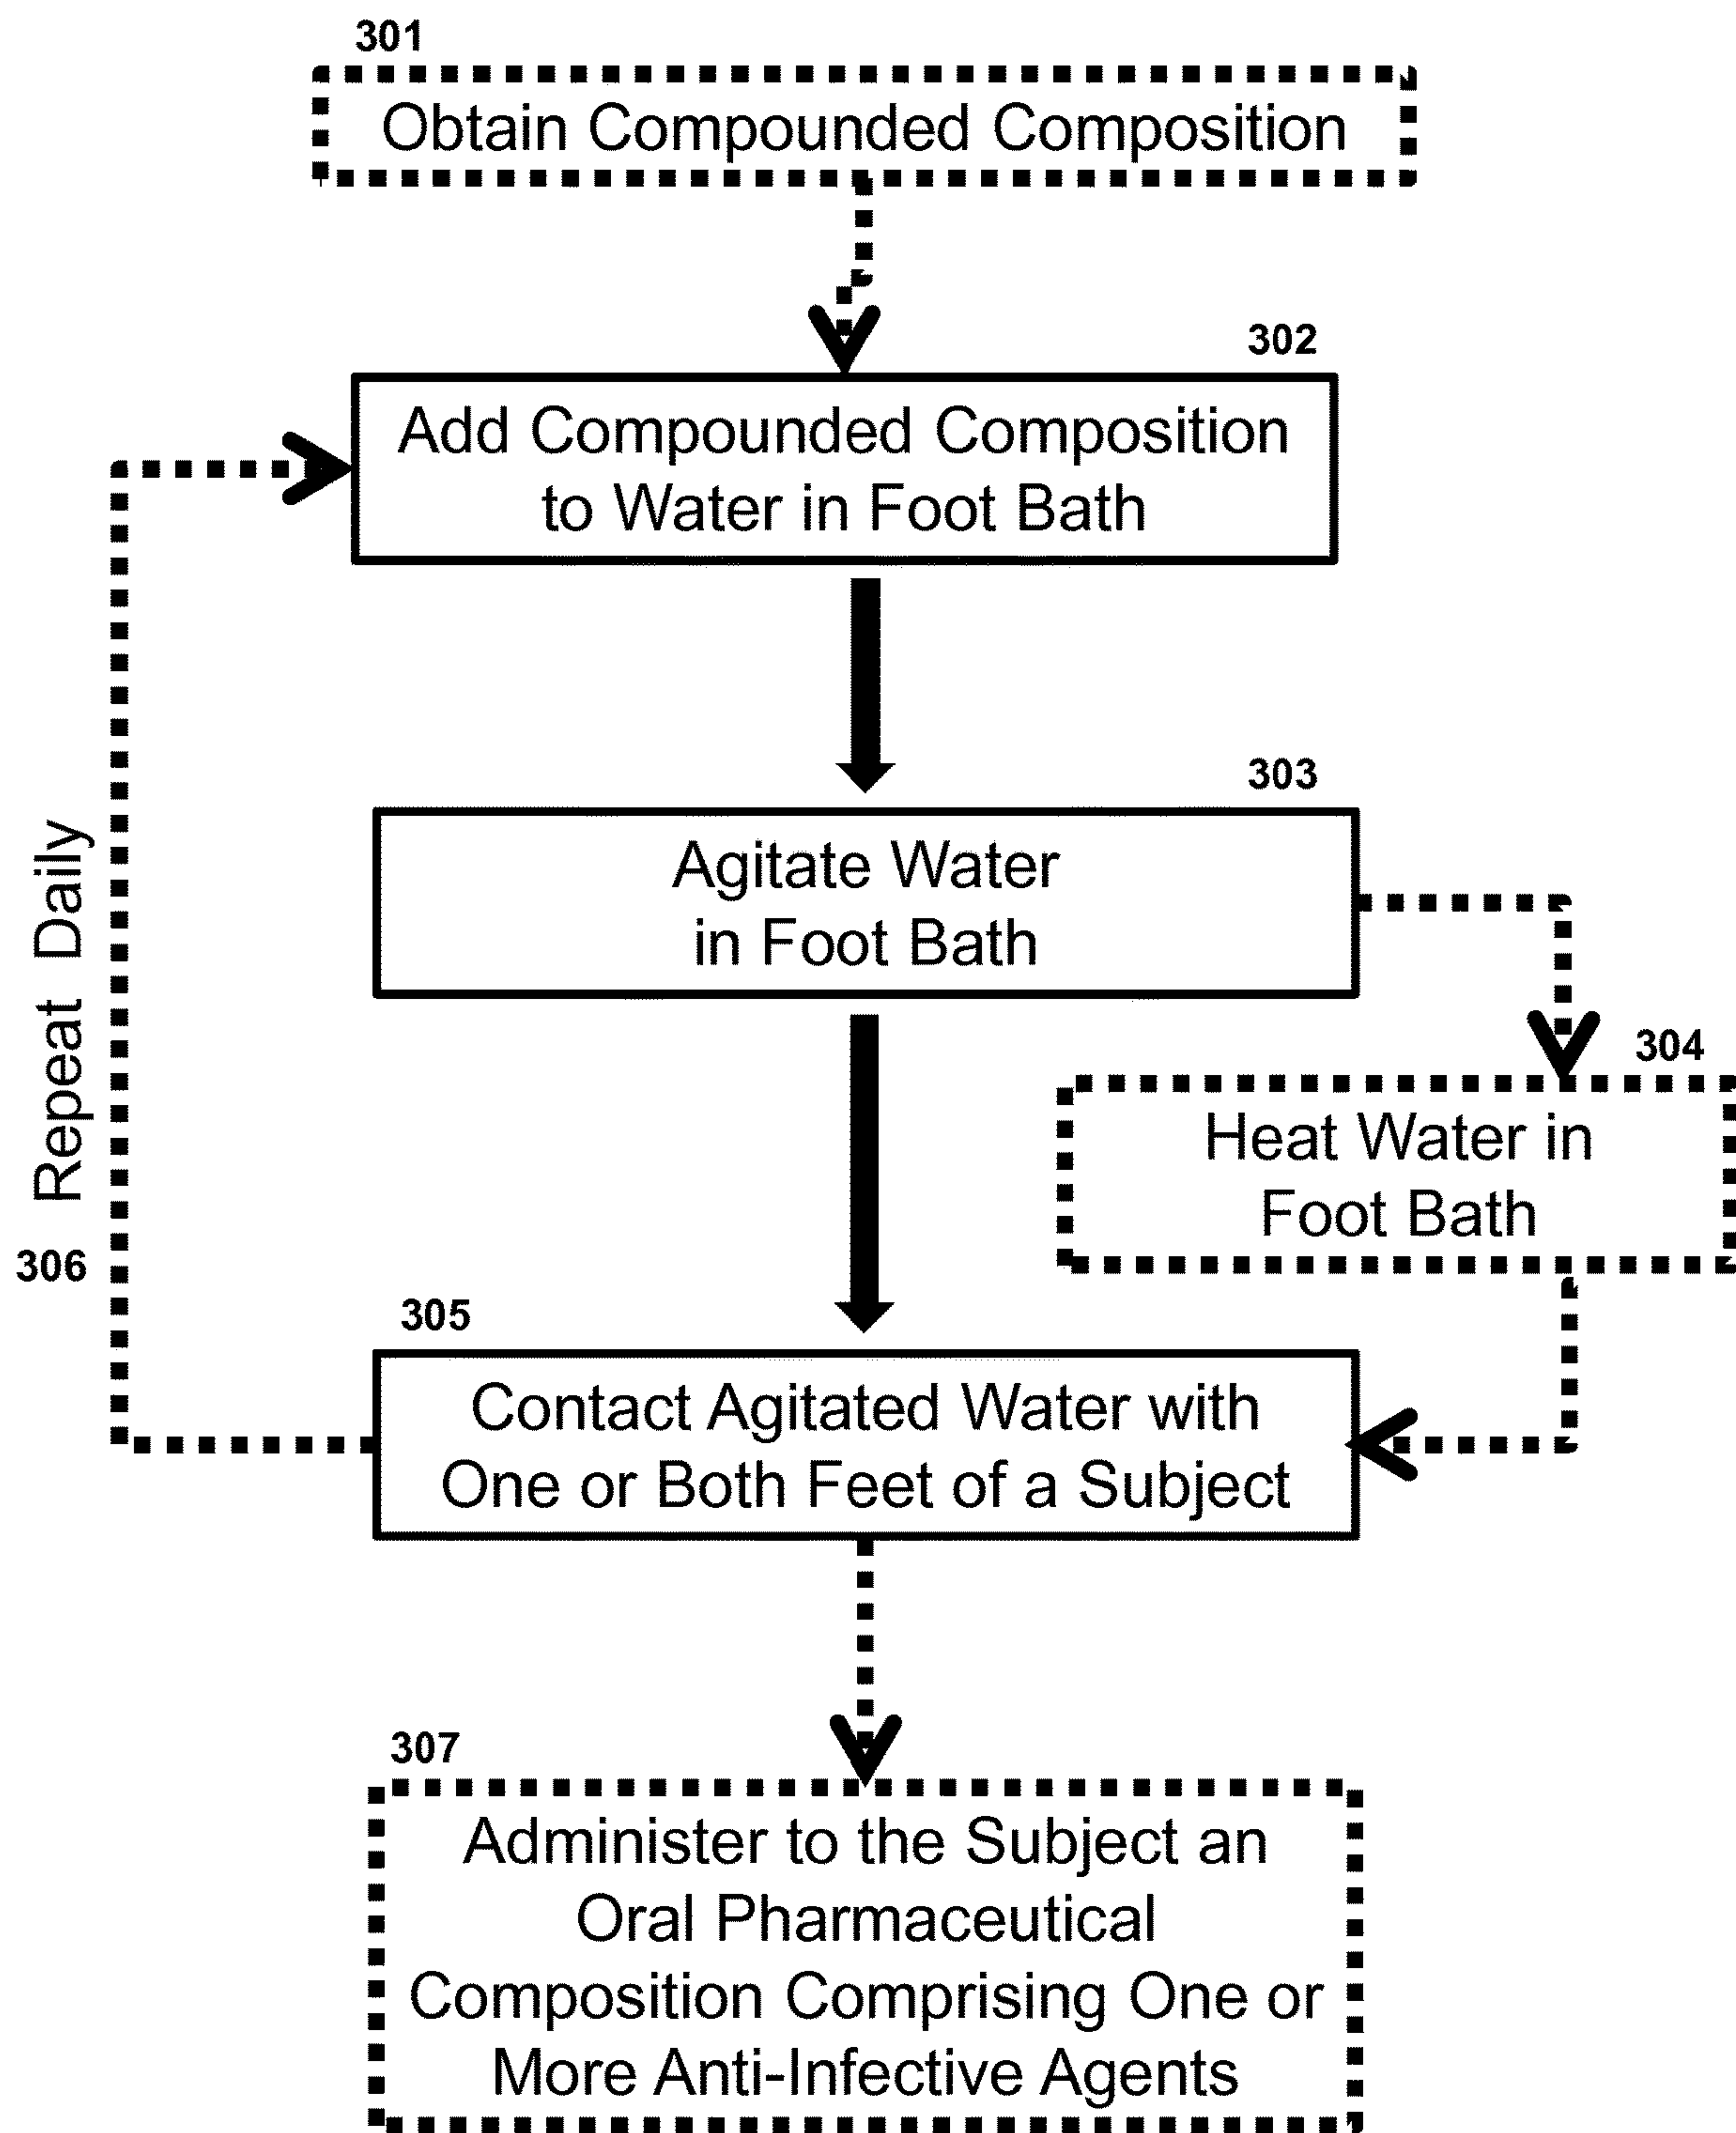 301
Obtain Compounded Composition
302
Add Compounded Composition
to Water in Foot Bath
303
Agitate Water
in Foot Bath
304
Heat Water in
Foot Bath
Repeat Daily
306
305
Contact Agitated Water with
One or Both Feet of a Subject
307
Administer to the Subject an
Oral Pharmaceutical
Composition Comprising One or
More Anti-Infective Agents